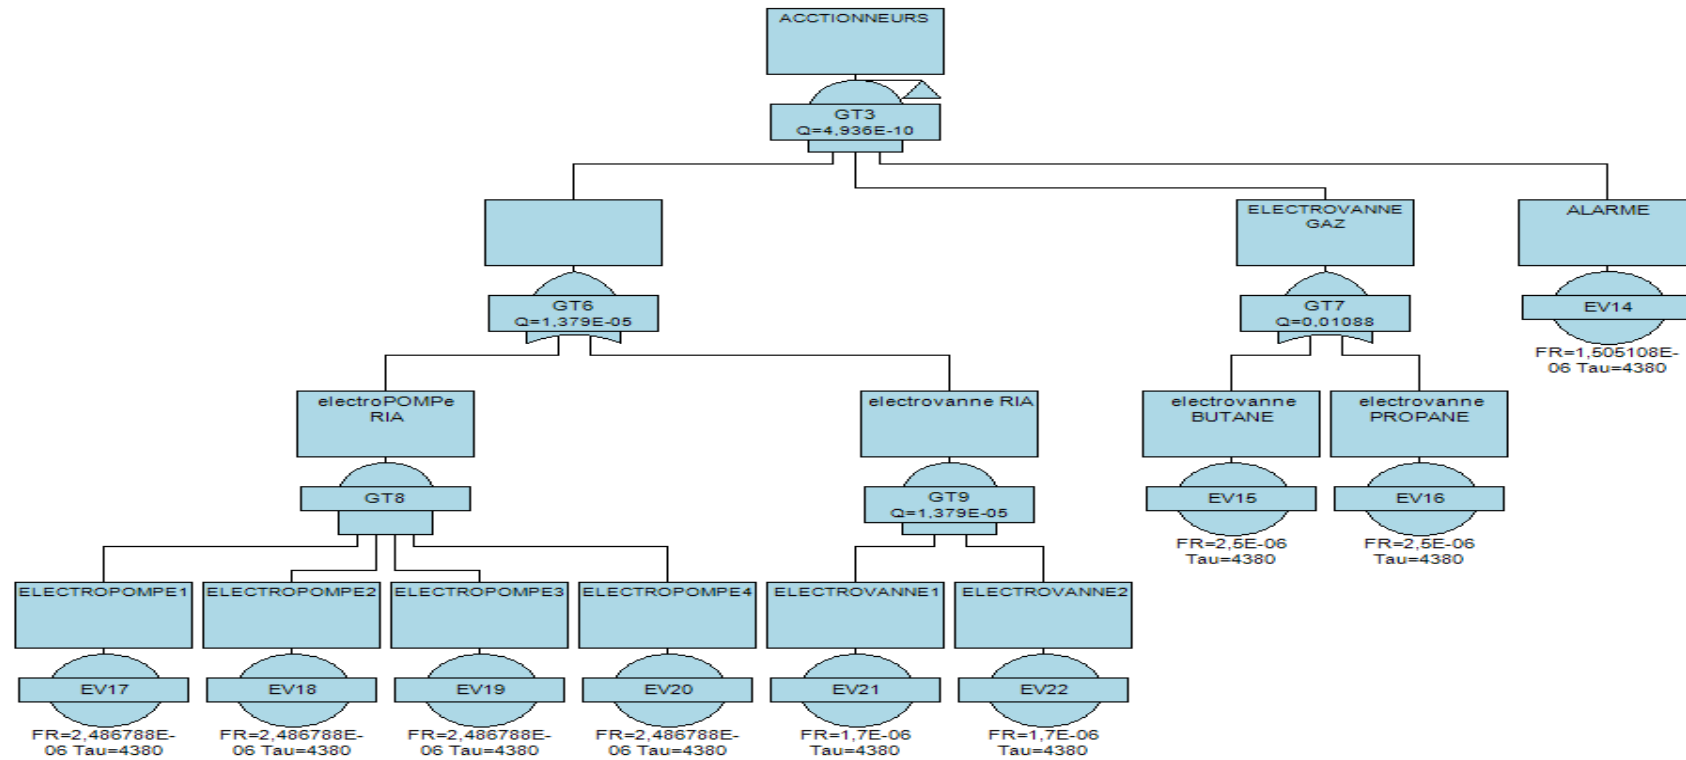 ACCTIONNEURS
GT3
Q=4,936E-10
ELECTROVANNE
GAZ
ALARME
GT6
Q=1,379E-05
GT7
Q=0,01088
EV14
FR=1,505108E-
06 Tau=4380
electroPOMPe
RIA
electrovanne RIA
electrovanne
BUTANE
electrovanne
PROPANE
GT8
GT9
Q=1,379E-05
EV15
FR=2,5E-06
Tau=4380
EV16
FR=2,5E-06
Tau=4380
ELECTROPOMPE1
ELECTROPOMPE2
ELECTROPOMPE3
ELECTROPOMPE4
ELECTROVANNE1
ELECTROVANNE2
EV17
FR=2,486788E-
06 Tau=4380
EV18
FR=2,486788E-
06 Tau=4380
EV19
FR=2,486788E-
06 Tau=4380
EV20
FR=2,486788E-
06 Tau=4380
EV21
FR=1,7E-06
Tau=4380
EV22
FR=1,7E-06
Tau=4380